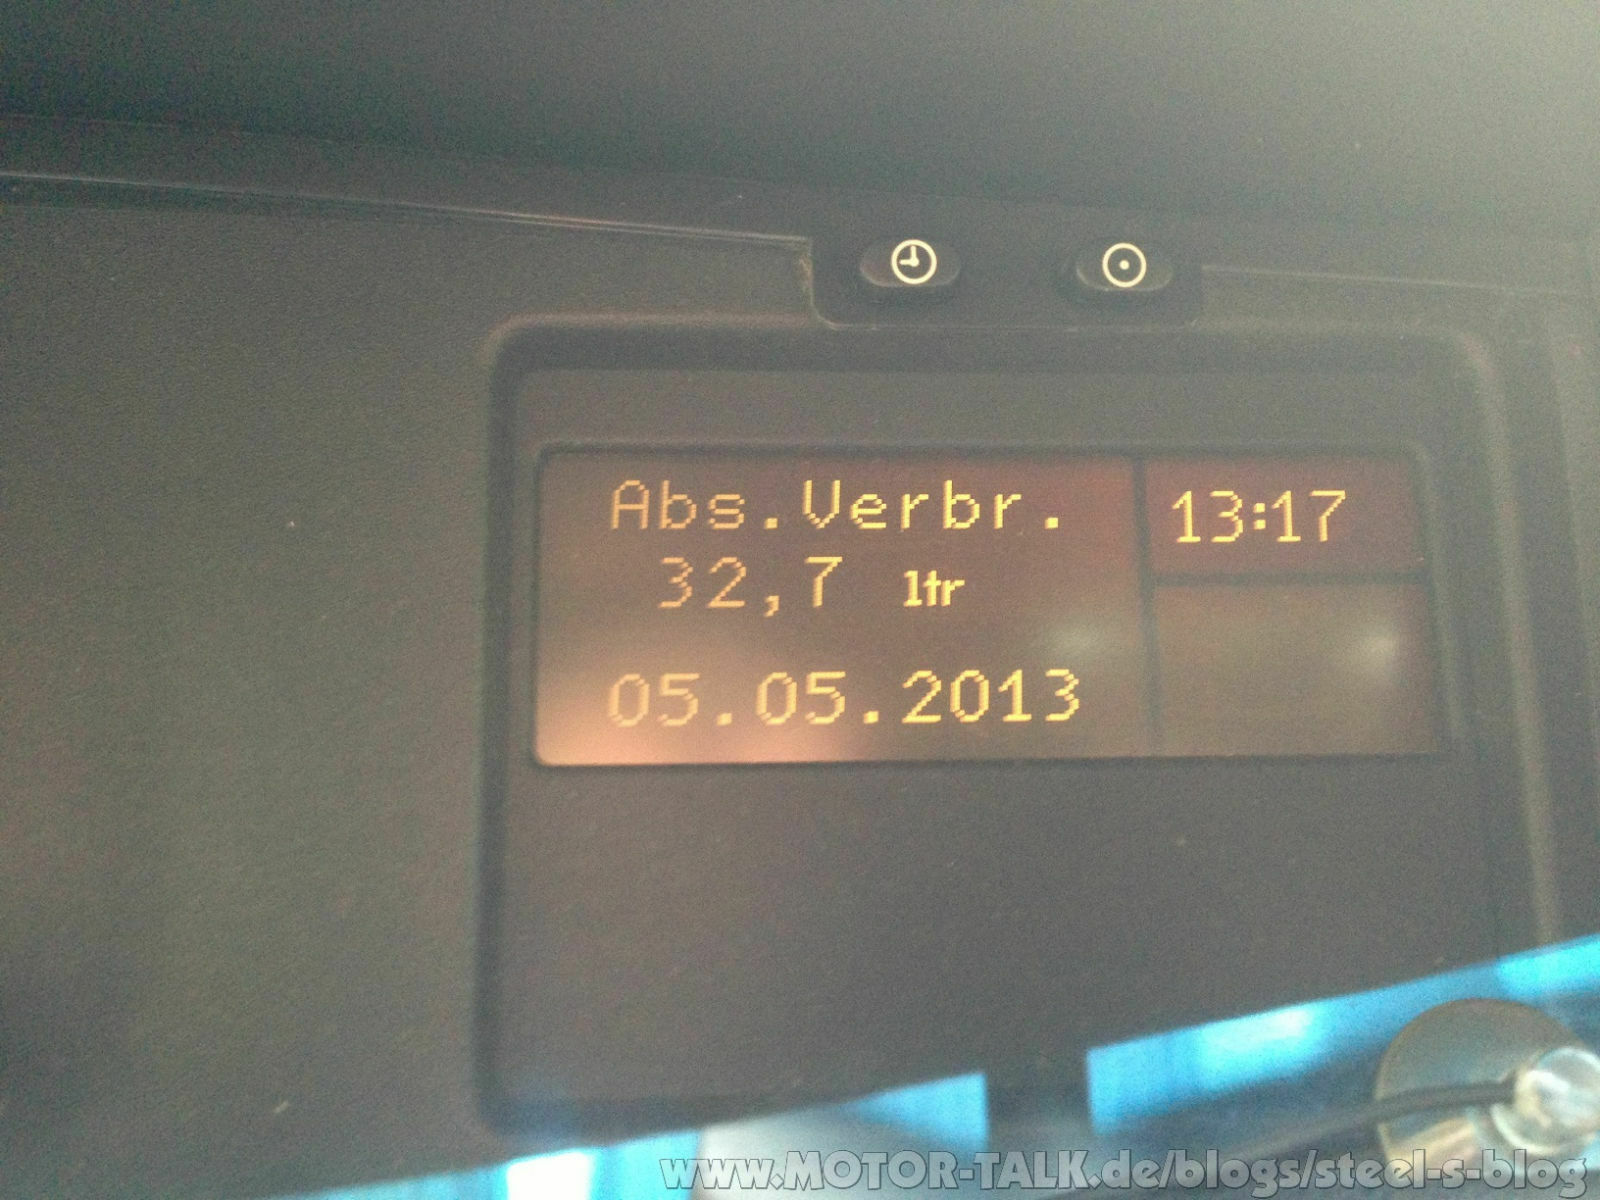 Abs.Verbr.
32,7 ltr
05.05.2013
13:17
www.MOTOR-TALK.de/blogs/steel-s-blog